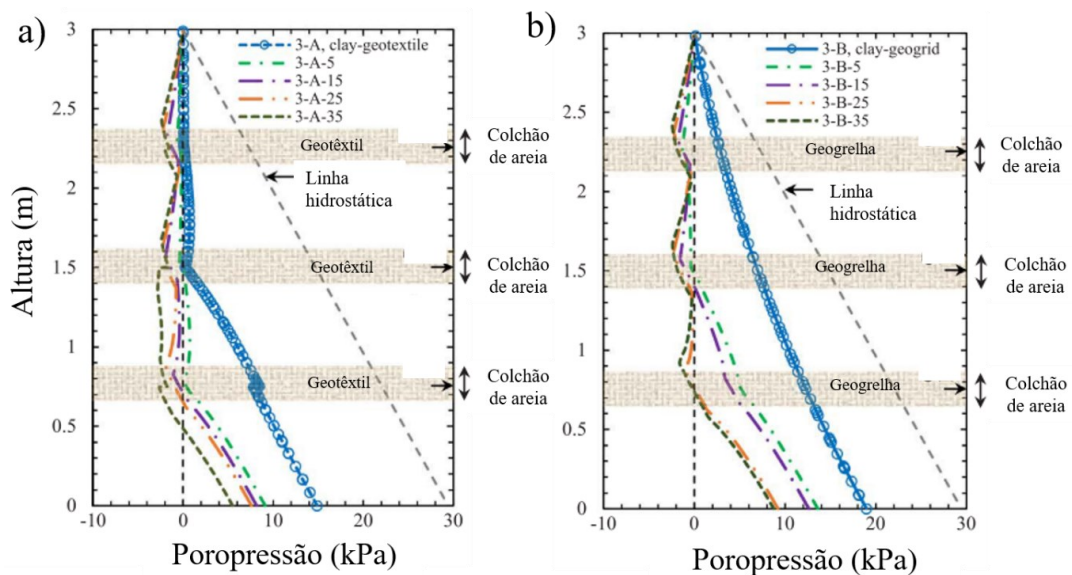 a)
3
2.5
2
1.5
1
0.5
0
Altura (m)
3-A, clay-geotextile
3-A-5
3-A-15
3-A-25
3-A-35
Geotêxtil
Colchão
de areia
Linha
hidrostática
Geotêxtil
Colchão
de areia
Geotêxtil
Colchão
de areia
-10 0 10 20 30
Poropressão (kPa)
b)
3
2.5
2
1.5
1
0.5
0
3-B, clay-geogrid
3-B-5
3-B-15
3-B-25
3-B-35
Geogrelha
Colchão
de areia
Linha
hidrostática
Geogrelha
Colchão
de areia
Geogrelha
Colchão
de areia
-10 0 10 20 30
Poropressão (kPa)